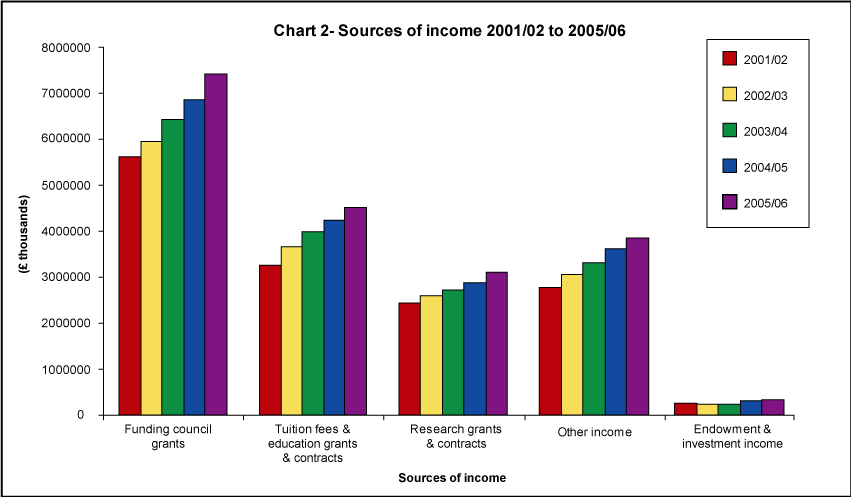 Chart 2- Sources of income 2001/02 to 2005/06
8000000
7000000
6000000
5000000
4000000
3000000
2000000
1000000
0
(£ thousands)
2001/02
2002/03
2003/04
2004/05
2005/06
Funding council
grants
Tuition fees &
education grants
& contracts
Research grants
& contracts
Other income
Endowment &
investment income
Sources of income